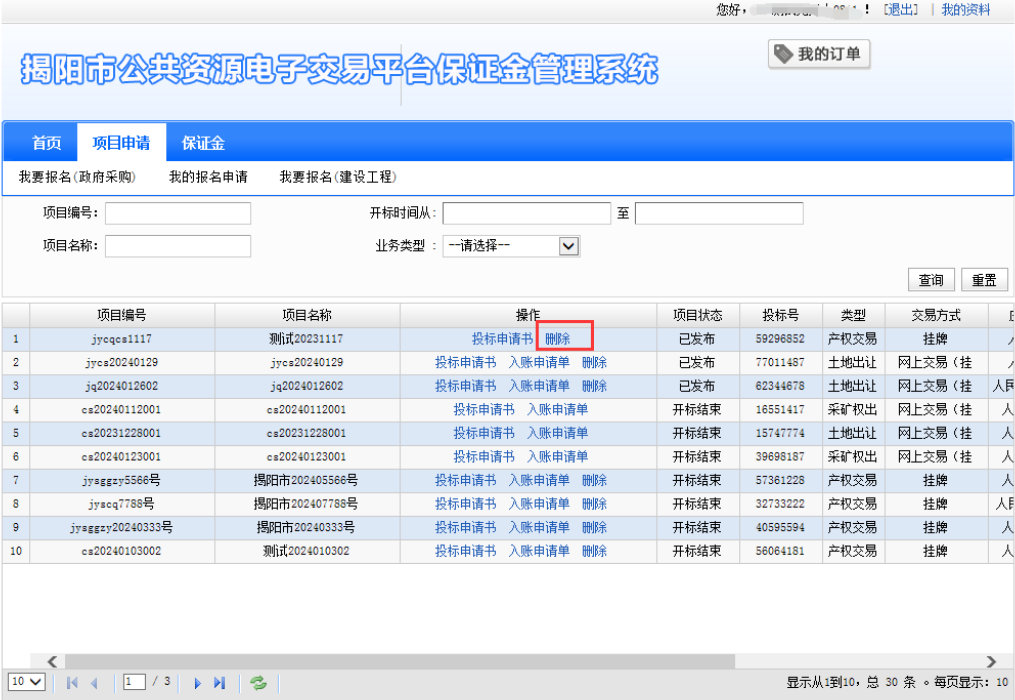 您好， ！ [退出] | 我的资料
揭阳市公共资源电子交易平台保证金管理系统
我的订单
首页 项目申请 保证金
我要报名(政府采购) 我的报名申请 我要报名(建设工程)
项目编号： 开标时间从： 至
项目名称： 业务类型 ： --请选择--
查询 重置
项目编号 项目名称 操作 项目状态 投标号 类型 交易方式
1 jycqcs1117 测试20231117 投标申请书 删除 已发布 59296852 产权交易 挂牌
2 jycs20240129 jycs20240129 投标申请书 入账申请单 删除 已发布 77011487 土地出让 网上交易（挂
3 jq2024012602 jq2024012602 投标申请书 入账申请单 删除 已发布 62344678 土地出让 网上交易（挂 人民
4 cs20240112001 cs20240112001 投标申请书 入账申请单 开标结束 16551417 采矿权出 网上交易（挂 人
5 cs20231228001 cs20231228001 投标申请书 入账申请单 开标结束 15747774 土地出让 网上交易（挂 人
6 cs20240123001 cs20240123001 投标申请书 入账申请单 开标结束 39698187 采矿权出 网上交易（挂 人
7 jysggzy5566号 揭阳市202405566号 投标申请书 入账申请单 删除 开标结束 57361228 产权交易 挂牌 人
8 jyscq7788号 揭阳市202407788号 投标申请书 入账申请单 删除 开标结束 32733222 产权交易 挂牌 人民
9 jysggzy20240333号 揭阳市20240333号 投标申请书 入账申请单 删除 开标结束 40595594 产权交易 挂牌 人
10 cs20240103002 测试2024010302 投标申请书 入账申请单 删除 开标结束 56064181 产权交易 挂牌 人
10 1 / 3 显示从1到10，总 30 条 。每页显示：10